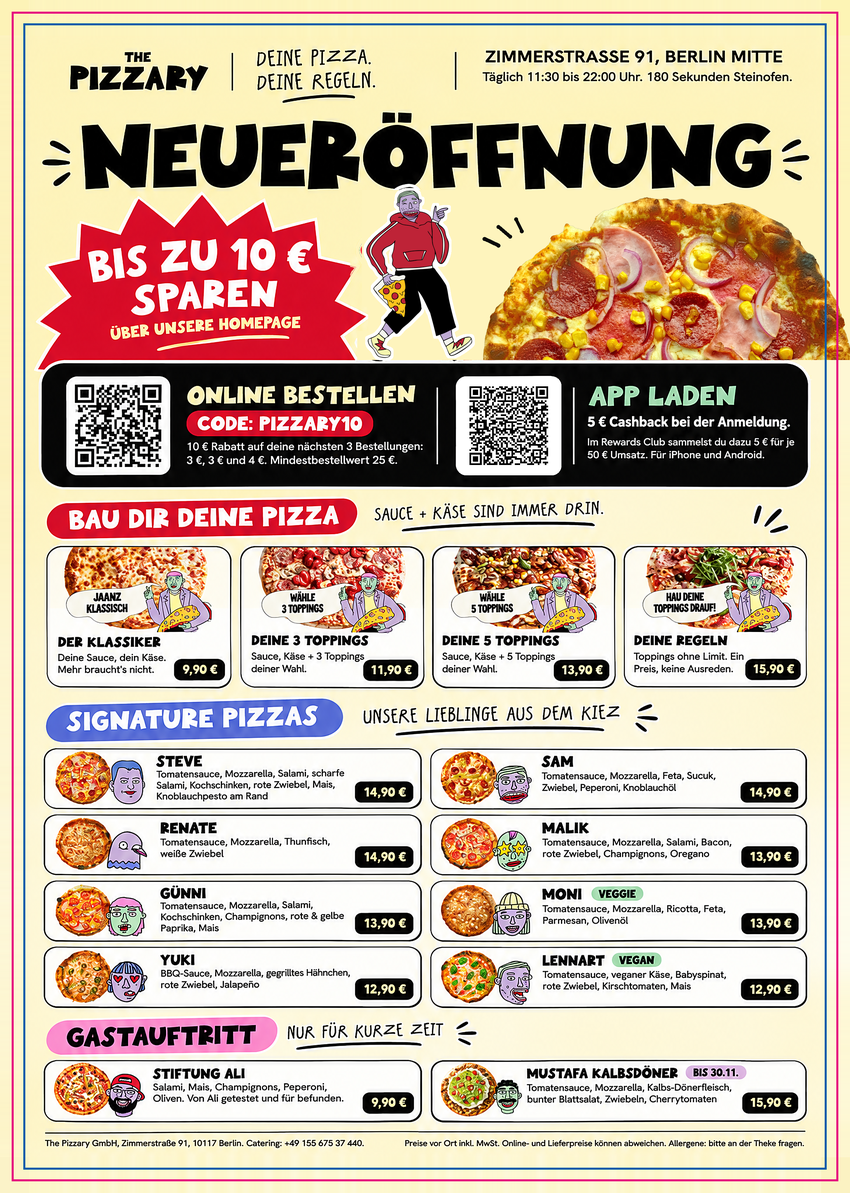 THE
PIZZARY
DEINE PIZZA.
DEINE REGELN.
ZIMMERSTRASSE 91, BERLIN MITTE
Täglich 11:30 bis 22:00 Uhr. 180 Sekunden Steinofen.
NEUERÖFFNUNG
BIS ZU 10 €
SPAREN
ÜBER UNSERE HOMEPAGE
ONLINE BESTELLEN
CODE: PIZZARY10
10 € Rabatt auf deine nächsten 3 Bestellungen:
3 €, 3 € und 4 €. Mindestbestellwert 25 €.
APP LADEN
5 € Cashback bei der Anmeldung.
Im Rewards Club sammelst du dazu 5 € für je
50 € Umsatz. Für iPhone und Android.
BAU DIR DEINE PIZZA
SAUCE + KÄSE SIND IMMER DRIN.
JAANZ
KLASSISCH
DER KLASSIKER
Deine Sauce, dein Käse.
Mehr braucht's nicht.
9,90 €
WÄHLE
3 TOPPINGS
DEINE 3 TOPPINGS
Sauce, Käse + 3 Toppings
deiner Wahl.
11,90 €
WÄHLE
5 TOPPINGS
DEINE 5 TOPPINGS
Sauce, Käse + 5 Toppings
deiner Wahl.
13,90 €
HAU DEINE
TOPPINGS DRAUF!
DEINE REGELN
Toppings ohne Limit. Ein
Preis, keine Ausreden.
15,90 €
SIGNATURE PIZZAS
UNSERE LIEBLINGE AUS DEM KIEZ
STEVE
Tomatensauce, Mozzarella, Salami, scharfe
Salami, Kochschinken, rote Zwiebel, Mais,
Knoblauchpesto am Rand
14,90 €
SAM
Tomatensauce, Mozzarella, Feta, Sucuk,
Zwiebel, Peperoni, Knoblauchöl
14,90 €
RENATE
Tomatensauce, Mozzarella, Thunfisch,
weiße Zwiebel
14,90 €
MALIK
Tomatensauce, Mozzarella, Salami, Bacon,
rote Zwiebel, Champignons, Oregano
13,90 €
GÜNNI
Tomatensauce, Mozzarella, Salami,
Kochschinken, Champignons, rote & gelbe
Paprika, Mais
13,90 €
MONI VEGGIE
Tomatensauce, Mozzarella, Ricotta, Feta,
Parmesan, Olivenöl
13,90 €
YUKI
BBQ-Sauce, Mozzarella, gegrilltes Hähnchen,
rote Zwiebel, Jalapeño
12,90 €
LENNART VEGAN
Tomatensauce, veganer Käse, Babyspinat,
rote Zwiebel, Kirschtomaten, Mais
12,90 €
GASTAUFTRITT
NUR FÜR KURZE ZEIT
STIFTUNG ALI
Salami, Mais, Champignons, Peperoni,
Oliven. Von Ali getestet und für befunden.
9,90 €
MUSTAFA KALBSDÖNER BIS 30.11.
Tomatensauce, Mozzarella, Kalbs-Dönerfleisch,
bunter Blattsalat, Zwiebeln, Cherrytomaten
15,90 €
The Pizzary GmbH, Zimmerstraße 91, 10117 Berlin. Catering: +49 155 675 37 440.
Preise vor Ort inkl. MwSt. Online- und Lieferpreise können abweichen. Allergene: bitte an der Theke fragen.